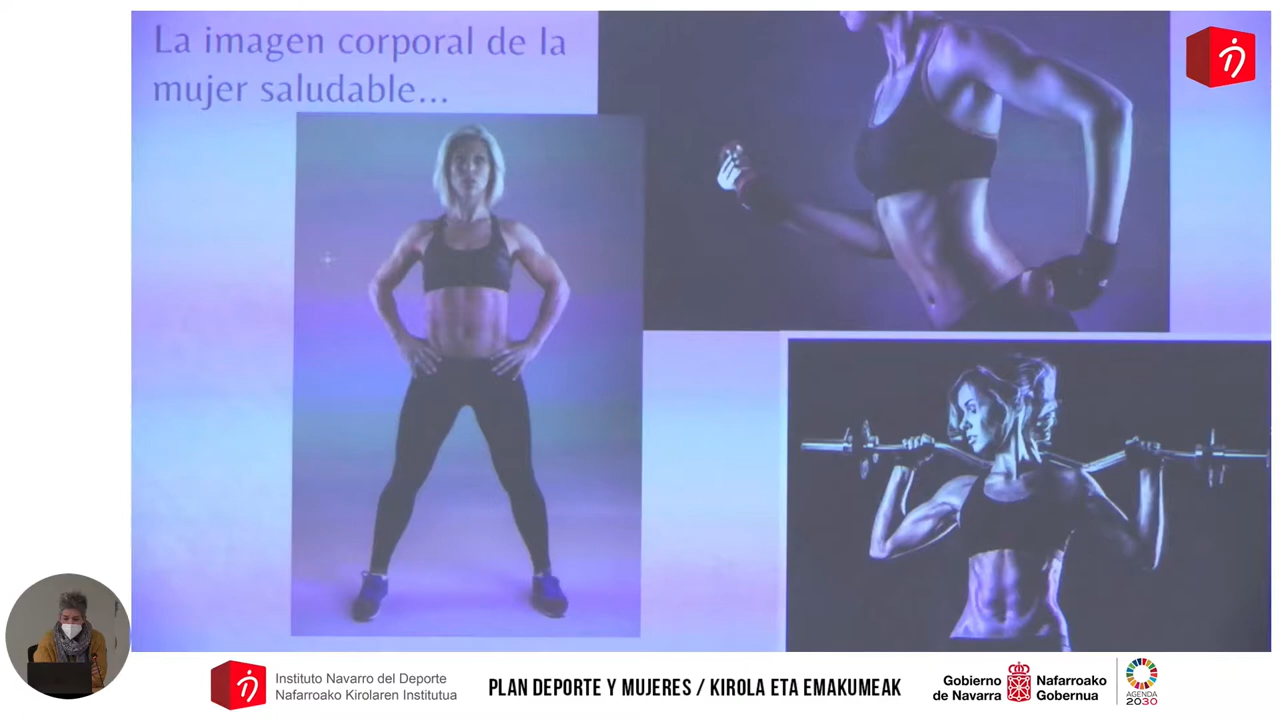 La imagen corporal de la
mujer saludable...
Instituto Navarro del Deporte
Nafarroako Kirolaren Institutua
PLAN DEPORTE Y MUJERES / KIROLA ETA EMAKUMEAK
Gobierno
de Navarra
Nafarroako
Gobernua
AGENDA
2030